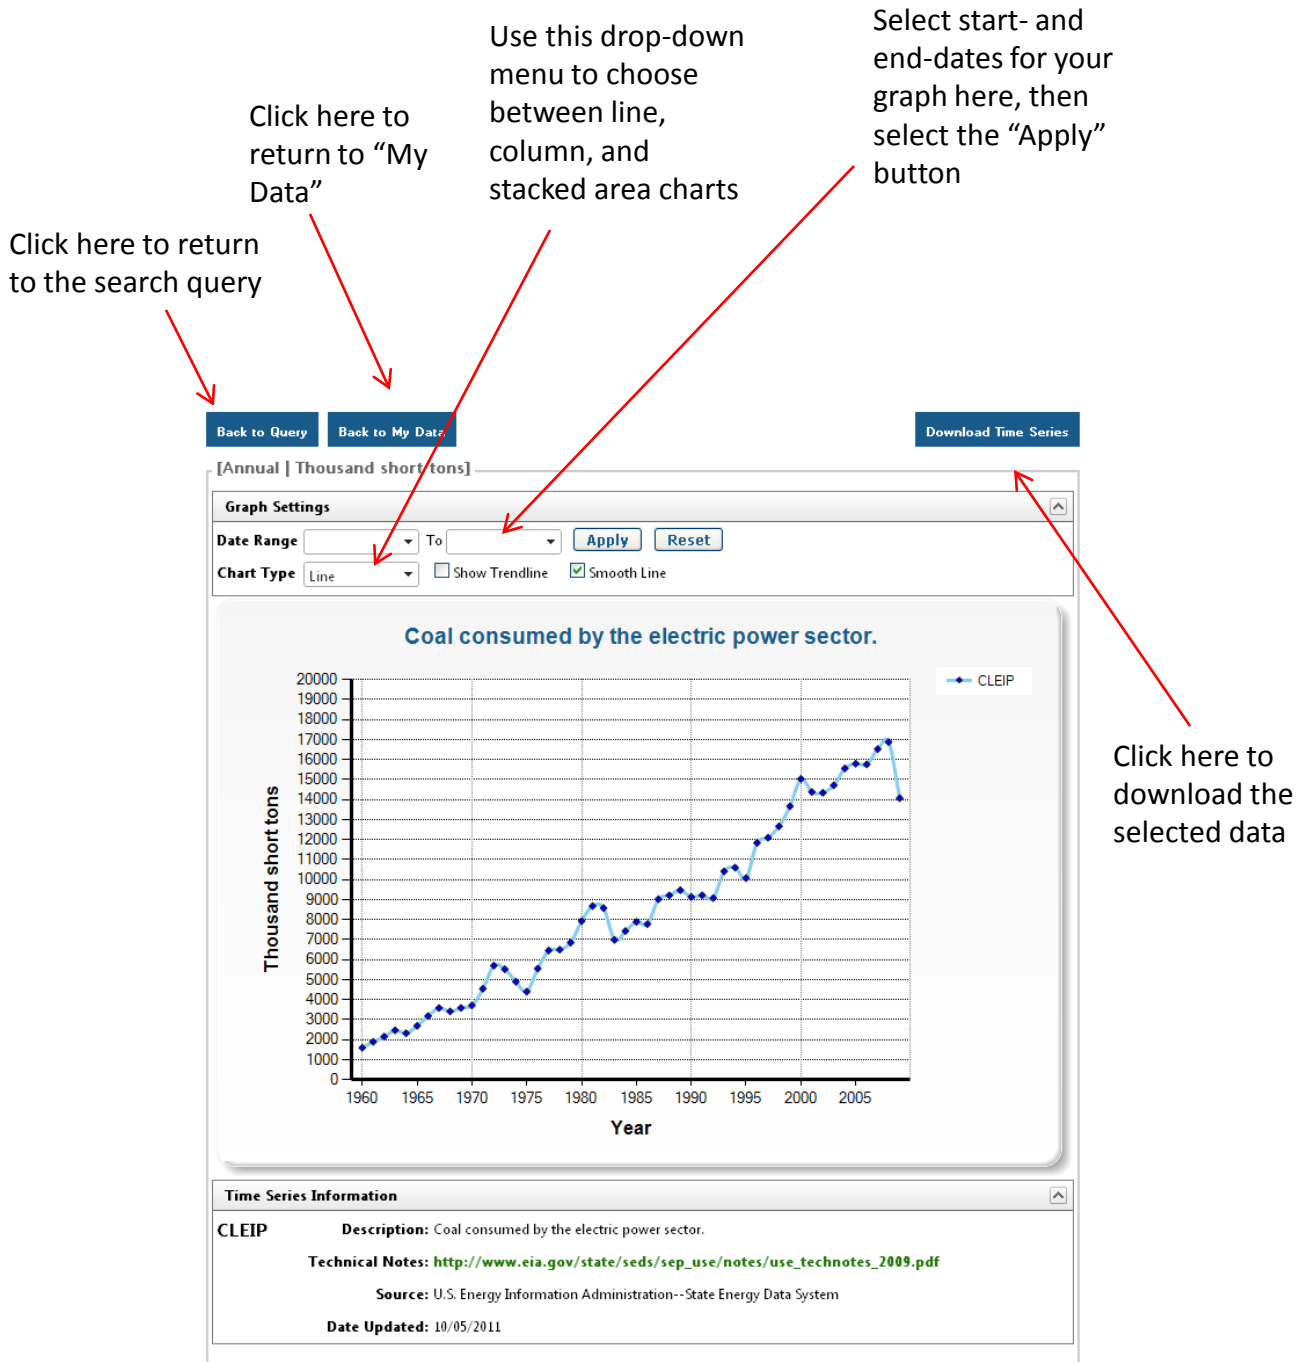 Use this drop-down
menu to choose
between line,
column, and
stacked area charts
Select start- and
end-dates for your
graph here, then
select the “Apply”
button
Click here to
return to “My
Data”
Click here to return
to the search query
Back to Query
Back to My Data
Download Time Series
[Annual | Thousand short tons]
Graph Settings
Date Range
To
Apply
Reset
Chart Type
Line
Show Trendline
Smooth Line
Coal consumed by the electric power sector.
CLEIP
Thousand short tons
20000
19000
18000
17000
16000
15000
14000
13000
12000
11000
10000
9000
8000
7000
6000
5000
4000
3000
2000
1000
0
1960 1965 1970 1975 1980 1985 1990 1995 2000 2005
Year
Click here to
download the
selected data
Time Series Information
CLEIP
Description: Coal consumed by the electric power sector.
Technical Notes: http://www.eia.gov/state/seds/sep_use/notes/use_technotes_2009.pdf
Source: U.S. Energy Information Administration--State Energy Data System
Date Updated: 10/05/2011